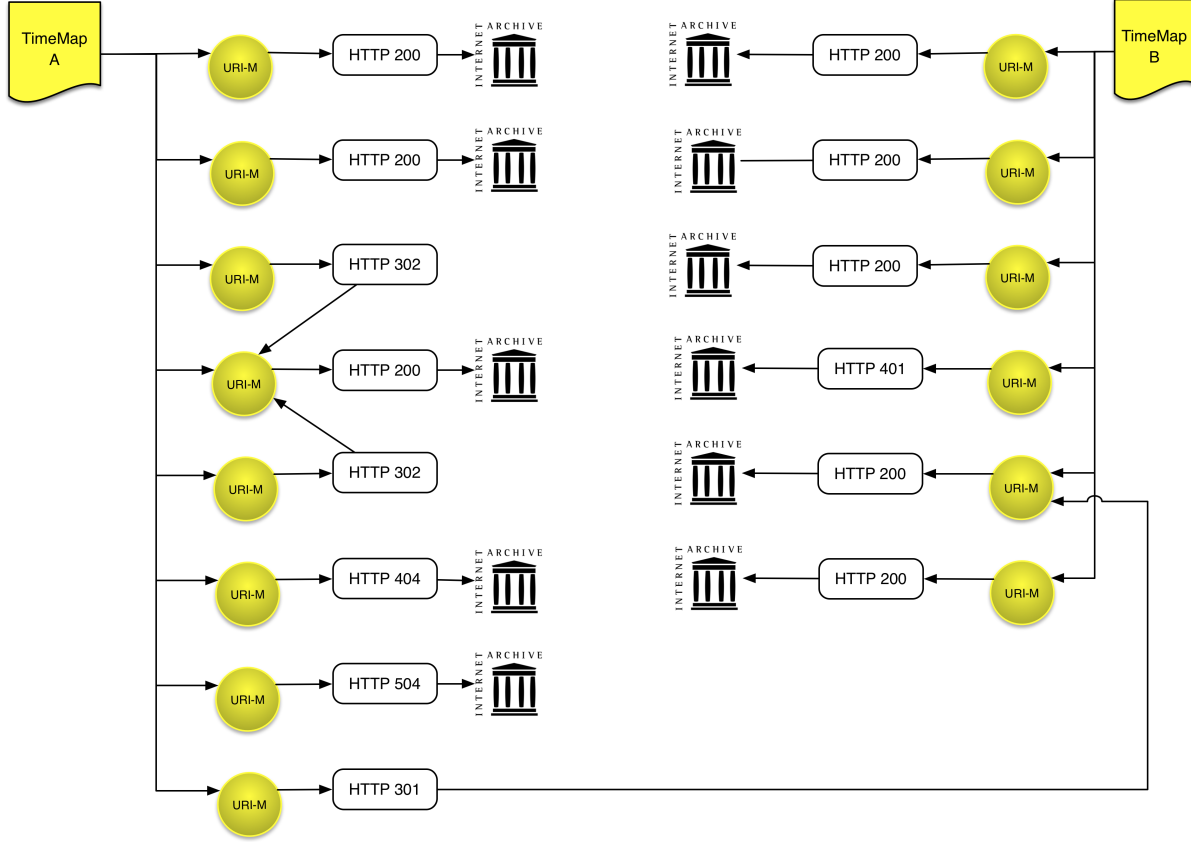 TimeMap
A
URI-M
HTTP 200
INTERNET
ARCHIVE
INTERNET
ARCHIVE
HTTP 200
URI-M
TimeMap
B
URI-M
HTTP 200
INTERNET
ARCHIVE
INTERNET
ARCHIVE
HTTP 200
URI-M
URI-M
HTTP 302
INTERNET
ARCHIVE
HTTP 200
URI-M
URI-M
HTTP 200
INTERNET
ARCHIVE
INTERNET
ARCHIVE
HTTP 401
URI-M
URI-M
HTTP 302
INTERNET
ARCHIVE
HTTP 200
URI-M
URI-M
HTTP 404
INTERNET
ARCHIVE
INTERNET
ARCHIVE
HTTP 200
URI-M
URI-M
HTTP 504
INTERNET
ARCHIVE
URI-M
HTTP 301